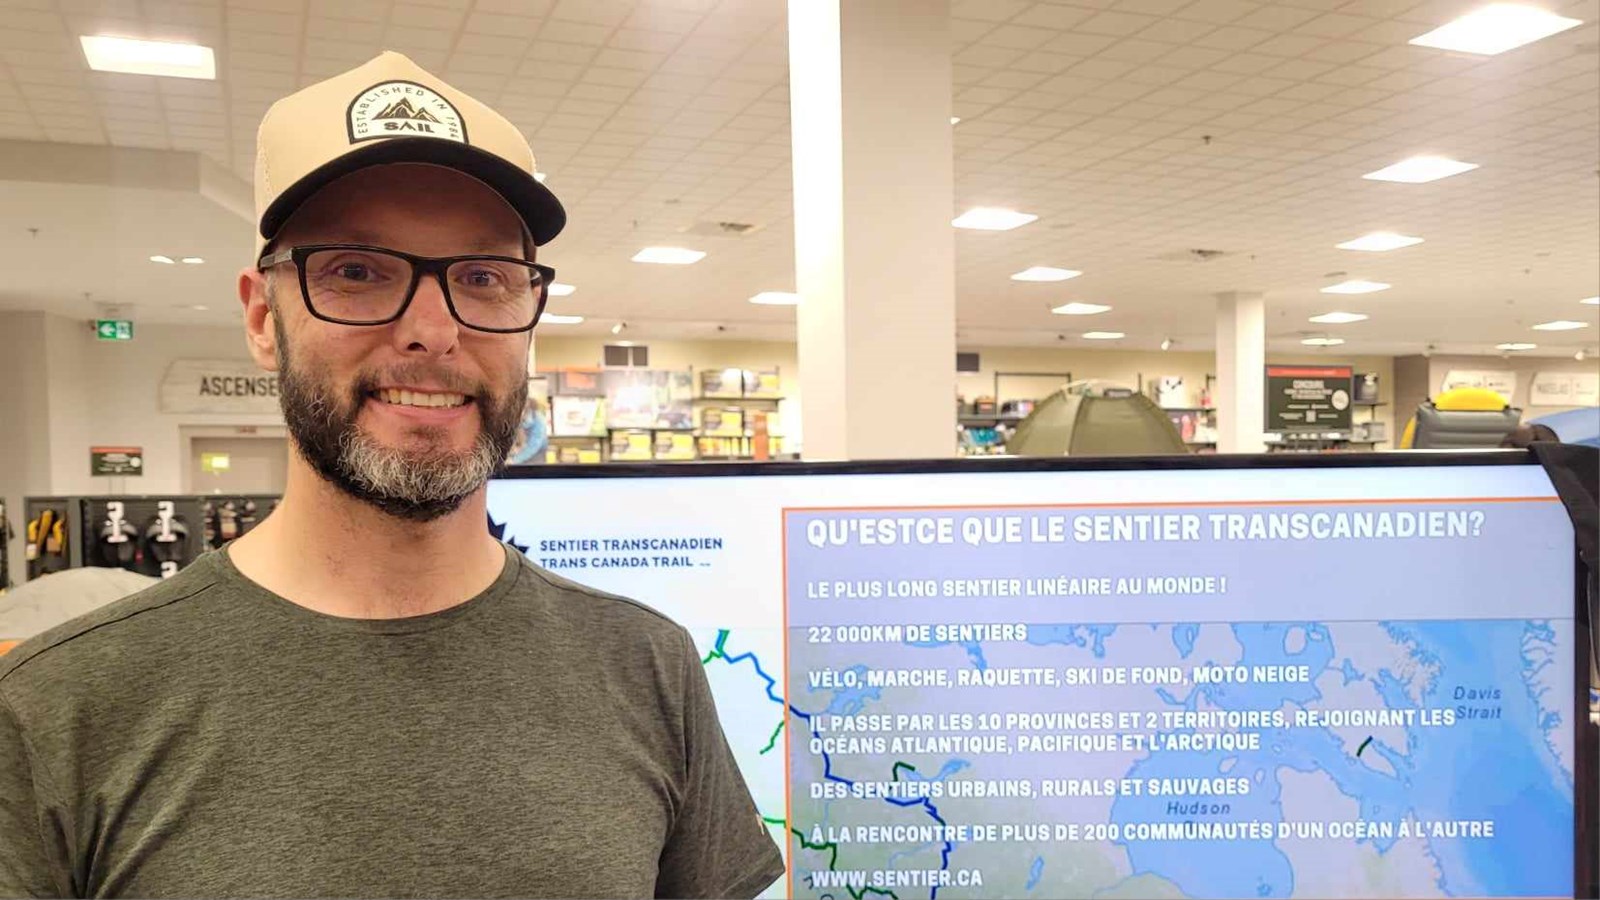 ESTABLISHED IN 1984
SAIL
ASCENSE
SENTIER TRANSCANADIEN
TRANS CANADA TRAIL
QU'ESTCE QUE LE SENTIER TRANSCANADIEN?
LE PLUS LONG SENTIER LINÉAIRE AU MONDE !
22 000KM DE SENTIERS
VÉLO, MARCHE, RAQUETTE, SKI DE FOND, MOTO NEIGE
Davis
Strait
IL PASSE PAR LES 10 PROVINCES ET 2 TERRITOIRES, REJOIGNANT LES
OCÉANS ATLANTIQUE, PACIFIQUE ET L'ARCTIQUE
DES SENTIERS URBAINS, RURALS ET SAUVAGES
Hudson
À LA RENCONTRE DE PLUS DE 200 COMMUNAUTÉS D'UN OCÉAN À L'AUTRE
WWW.SENTIER.CA
CONCOURS
MATELAS